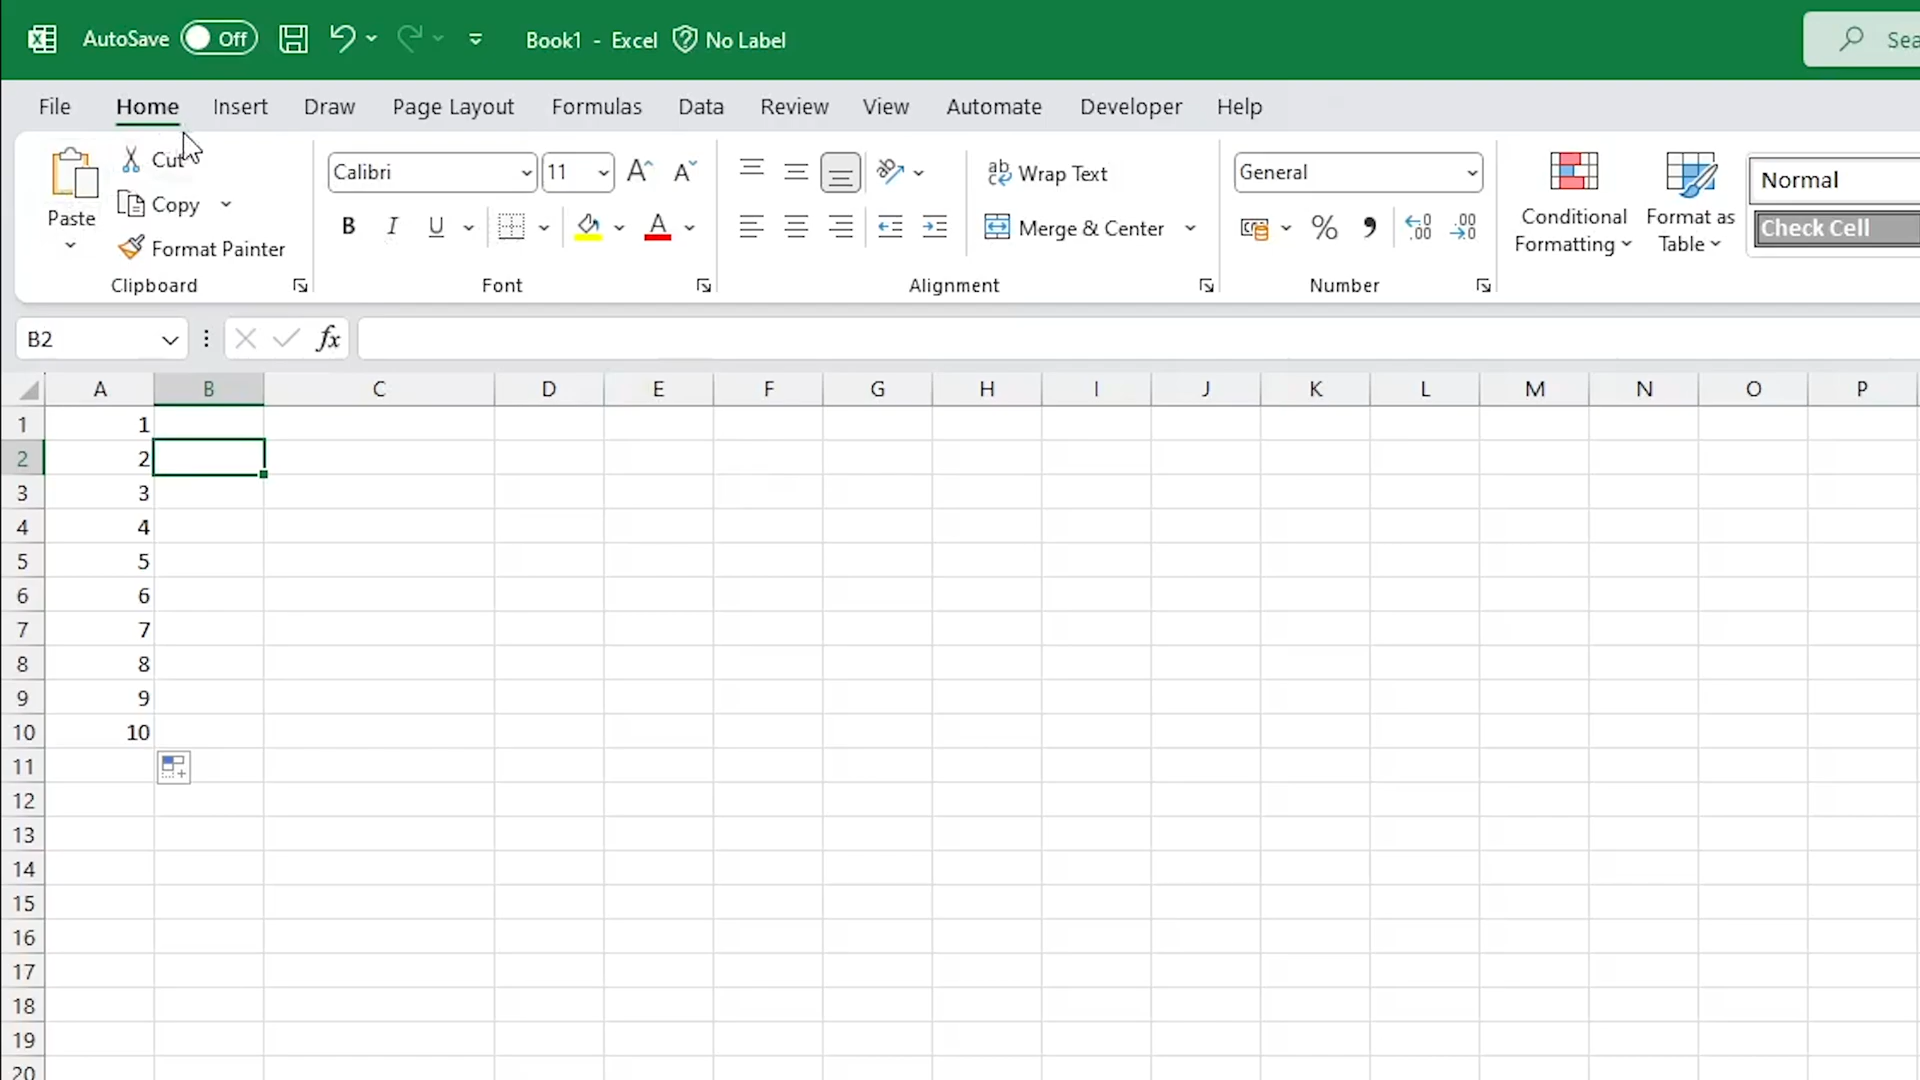 AutoSave Off Book1 - Excel No Label
File Home Insert Draw Page Layout Formulas Data Review View Automate Developer Help
Paste
Cut
Copy
Format Painter
Clipboard
Calibri 11
B I U A
Font
Wrap Text
Merge & Center
Alignment
General
% 9
Number
Conditional
Formatting
Format as
Table
Normal
Check Cell
B2 fx
A B C D E F G H I J K L M N O P
1 1
2 2
3 3
4 4
5 5
6 6
7 7
8 8
9 9
10 10
11
12
13
14
15
16
17
18
19
20